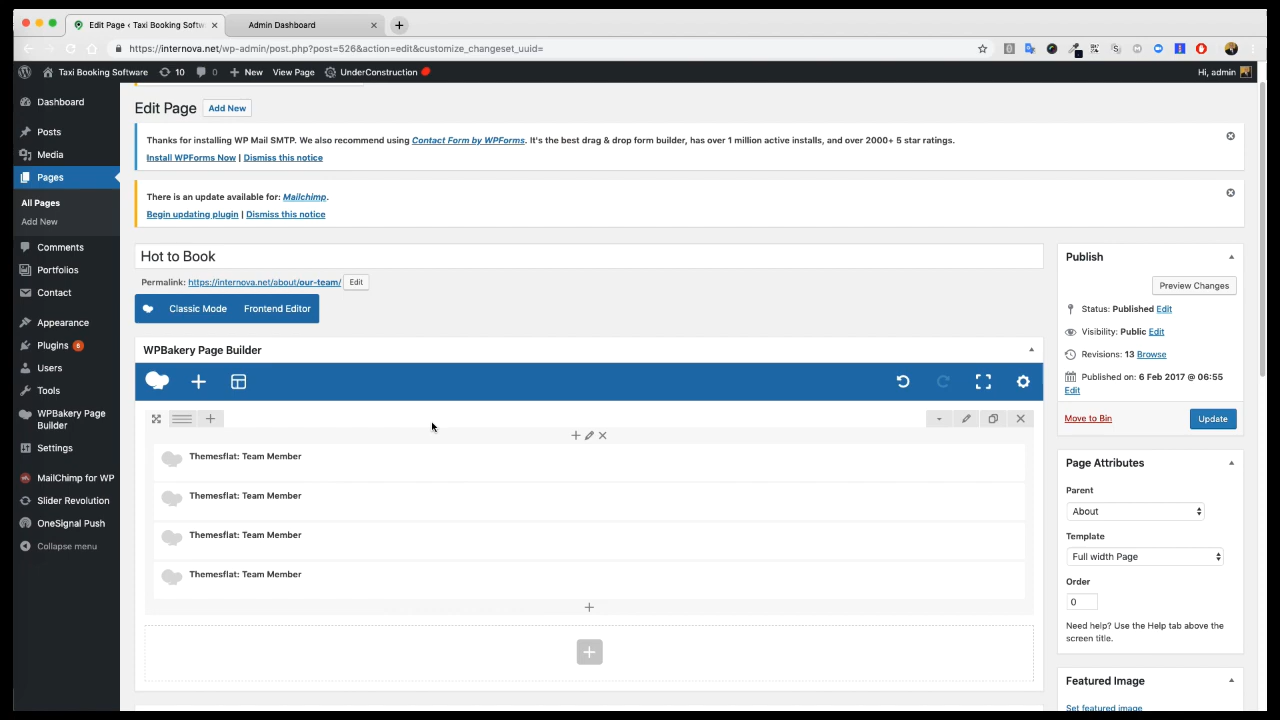 Edit Page ‹ Taxi Booking Softw
Admin Dashboard
https://internova.net/wp-admin/post.php?post=526&action=edit&customize_changeset_uuid=
Taxi Booking Software
10
0
New
View Page
UnderConstruction
Hi, admin
Dashboard
Posts
Media
Pages
All Pages
Add New
Comments
Portfolios
Contact
Appearance
Plugins 6
Users
Tools
WPBakery Page
Builder
Settings
MailChimp for WP
Slider Revolution
OneSignal Push
Collapse menu
Edit Page
Add New
Thanks for installing WP Mail SMTP. We also recommend using Contact Form by WPForms. It's the best drag & drop form builder, has over 1 million active installs, and over 2000+ 5 star ratings.
Install WPForms Now | Dismiss this notice
There is an update available for: Mailchimp.
Begin updating plugin | Dismiss this notice
Hot to Book
Permalink: https://internova.net/about/our-team/ Edit
Classic Mode
Frontend Editor
WPBakery Page Builder
Themesflat: Team Member
Themesflat: Team Member
Themesflat: Team Member
Themesflat: Team Member
Publish
Preview Changes
Status: Published Edit
Visibility: Public Edit
Revisions: 13 Browse
Published on: 6 Feb 2017 @ 06:55
Edit
Move to Bin
Update
Page Attributes
Parent
About
Template
Full width Page
Order
0
Need help? Use the Help tab above the
screen title.
Featured Image
Set featured image